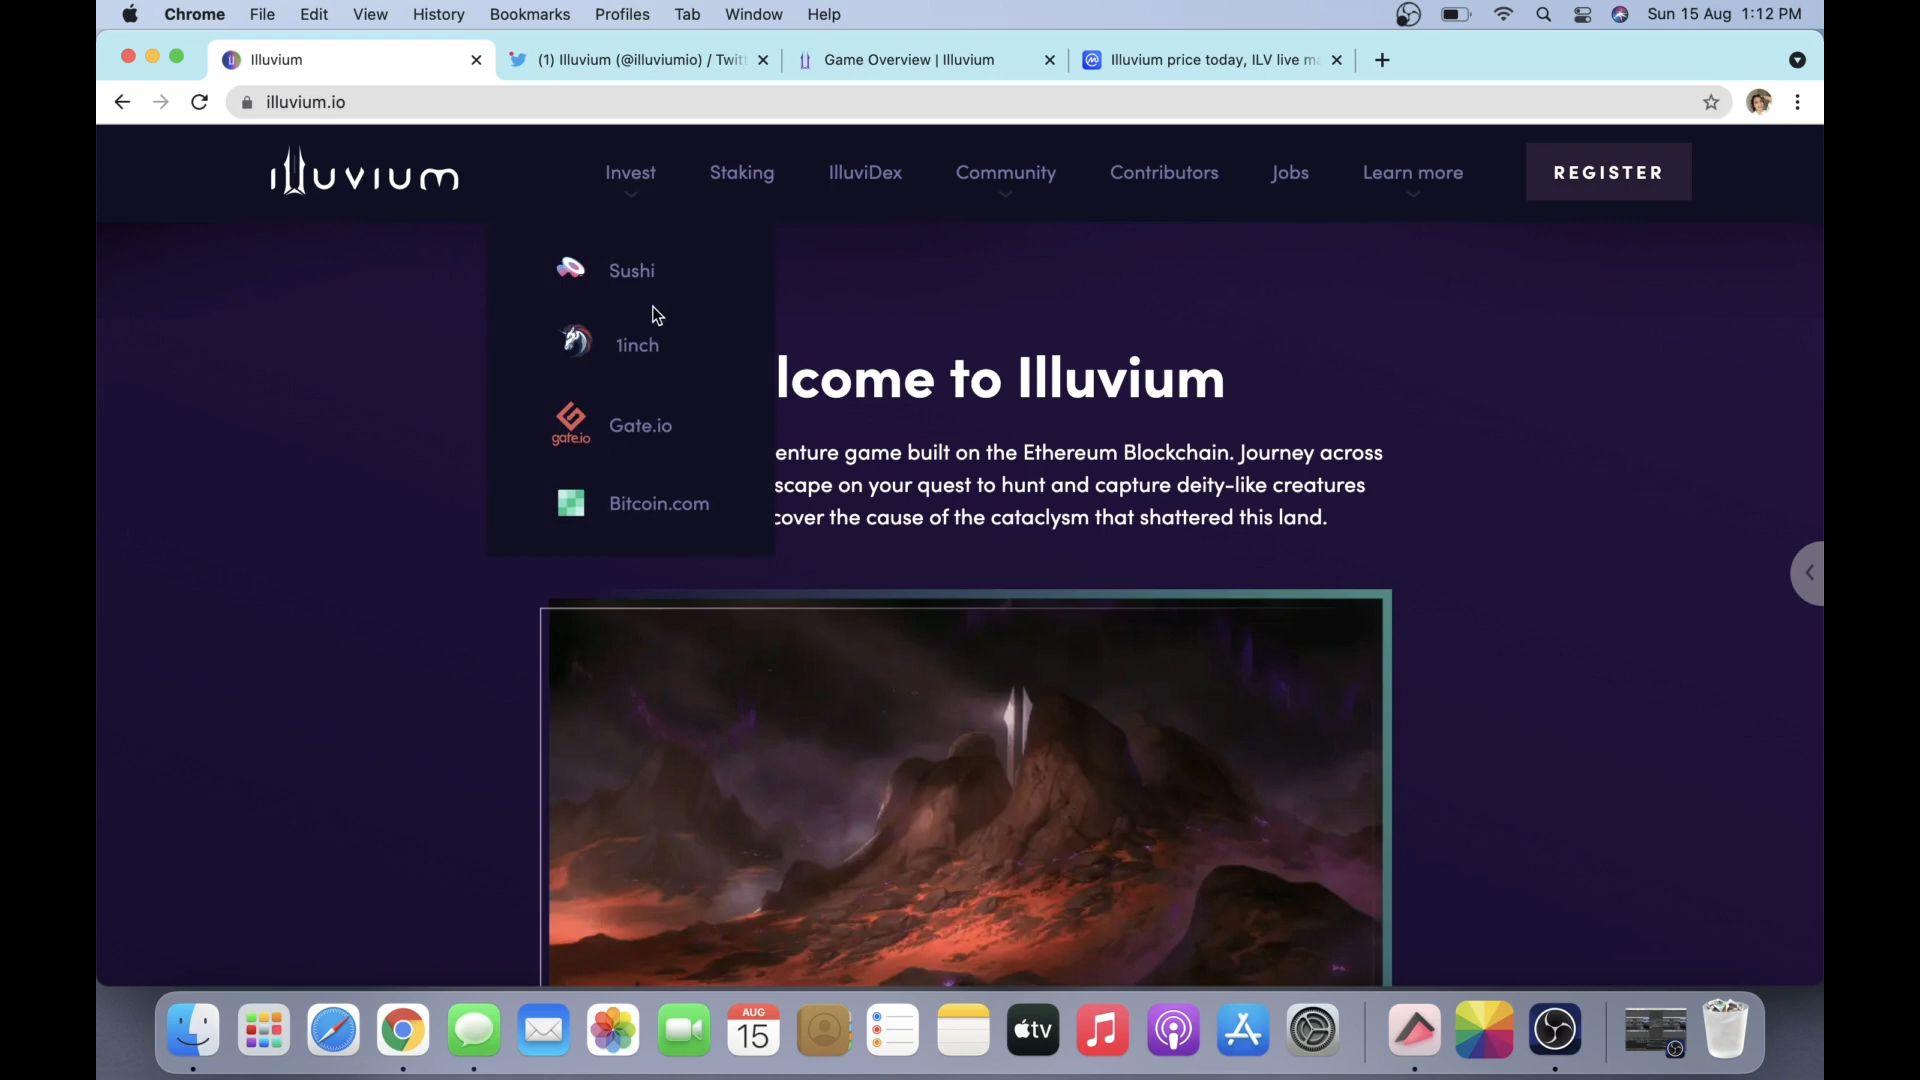 Chrome File Edit View History Bookmarks Profiles Tab Window Help Sun 15 Aug 1:12 PM
Illuvium (1) Illuvium (@illuviumio) / Twitt Game Overview | Illuvium Illuvium price today, ILV live ma
illuvium.io
illuvium Invest Staking IlluviDex Community Contributors Jobs Learn more REGISTER
Sushi
1inch
Gate.io
gate.io
Bitcoin.com
lcome to Illuvium
enture game built on the Ethereum Blockchain. Journey across
scape on your quest to hunt and capture deity-like creatures
cover the cause of the cataclysm that shattered this land.
AUG
15
tv